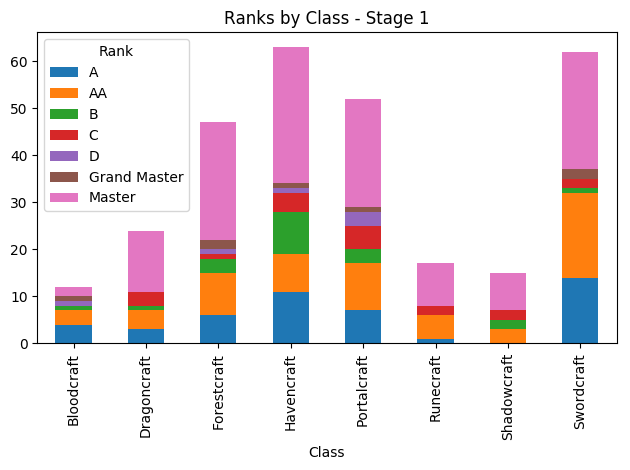 Ranks by Class - Stage 1
Rank
A
AA
B
C
D
Grand Master
Master
60
50
40
30
20
10
0
Bloodcraft
Dragoncraft
Forestcraft
Havencraft
Portalcraft
Runecraft
Shadowcraft
Swordcraft
Class